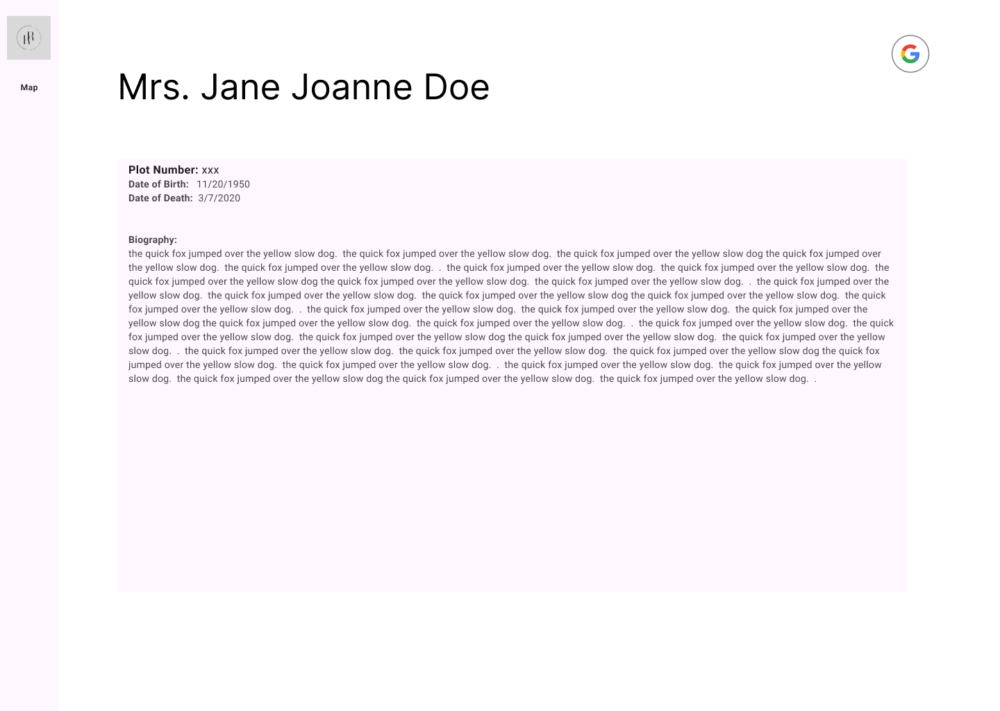 Map
Mrs. Jane Joanne Doe
Plot Number: xxx
Date of Birth:   11/20/1950
Date of Death:  3/7/2020
Biography:
the quick fox jumped over the yellow slow dog.  the quick fox jumped over the yellow slow dog.  the quick fox jumped over the yellow slow dog the quick fox jumped over
the yellow slow dog.  the quick fox jumped over the yellow slow dog.  .  the quick fox jumped over the yellow slow dog.  the quick fox jumped over the yellow slow dog.  the
quick fox jumped over the yellow slow dog the quick fox jumped over the yellow slow dog.  the quick fox jumped over the yellow slow dog.  .  the quick fox jumped over the
yellow slow dog.  the quick fox jumped over the yellow slow dog.  the quick fox jumped over the yellow slow dog the quick fox jumped over the yellow slow dog.  the quick
fox jumped over the yellow slow dog.  .  the quick fox jumped over the yellow slow dog.  the quick fox jumped over the yellow slow dog.  the quick fox jumped over the
yellow slow dog the quick fox jumped over the yellow slow dog.  the quick fox jumped over the yellow slow dog.  .  the quick fox jumped over the yellow slow dog.  the quick
fox jumped over the yellow slow dog.  the quick fox jumped over the yellow slow dog the quick fox jumped over the yellow slow dog.  the quick fox jumped over the yellow
slow dog.  .  the quick fox jumped over the yellow slow dog.  the quick fox jumped over the yellow slow dog.  the quick fox jumped over the yellow slow dog the quick fox
jumped over the yellow slow dog.  the quick fox jumped over the yellow slow dog.  .  the quick fox jumped over the yellow slow dog.  the quick fox jumped over the yellow
slow dog.  the quick fox jumped over the yellow slow dog the quick fox jumped over the yellow slow dog.  the quick fox jumped over the yellow slow dog.  .